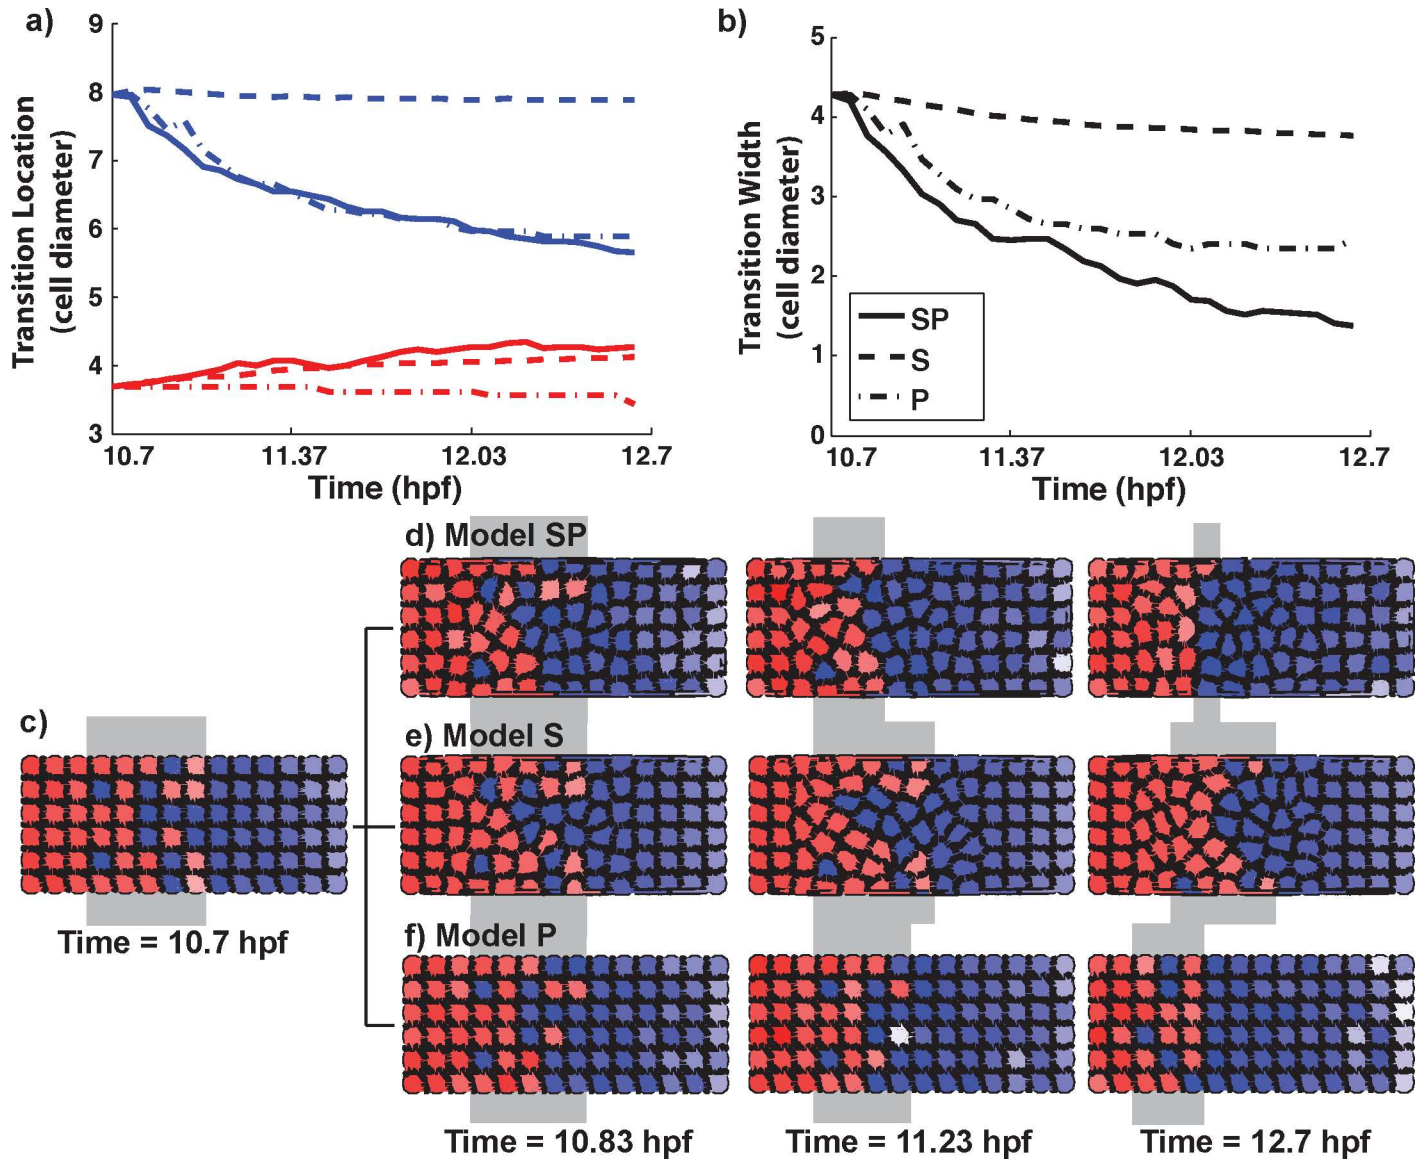 a)
Transition Location
(cell diameter)
9
8
7
6
5
4
3
10.7
11.37
12.03
12.7
Time (hpf)
b)
Transition Width
(cell diameter)
5
4
3
2
1
0
SP
S
P
10.7
11.37
12.03
12.7
Time (hpf)
c)
Time = 10.7 hpf
d) Model SP
e) Model S
f) Model P
Time = 10.83 hpf
Time = 11.23 hpf
Time = 12.7 hpf